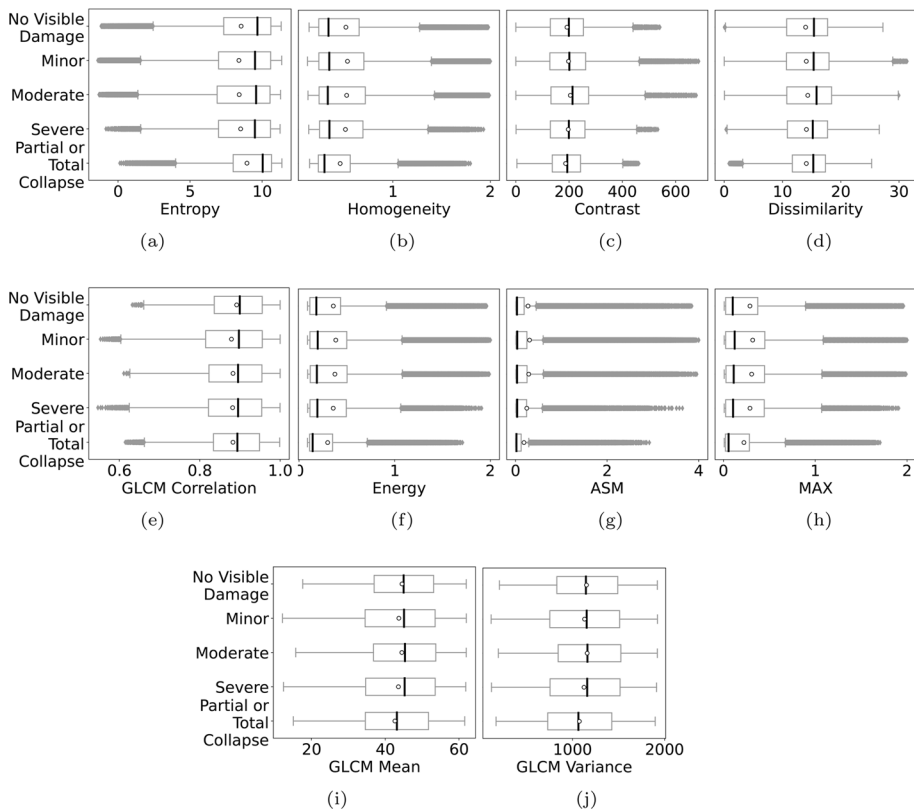 No Visible
Damage
Minor
Moderate
Severe
Partial or
Total
Collapse
0 5 10
Entropy
1 2
Homogeneity
0 200 400 600
Contrast
0 10 20 30
Dissimilarity
(a) (b) (c) (d)
No Visible
Damage
Minor
Moderate
Severe
Partial or
Total
Collapse
0.6 0.8 1.0
GLCM Correlation
0 1 2
Energy
0 2 4
ASM
0 1 2
MAX
(e) (f) (g) (h)
No Visible
Damage
Minor
Moderate
Severe
Partial or
Total
Collapse
20 40 60
GLCM Mean
1000 2000
GLCM Variance
(i) (j)